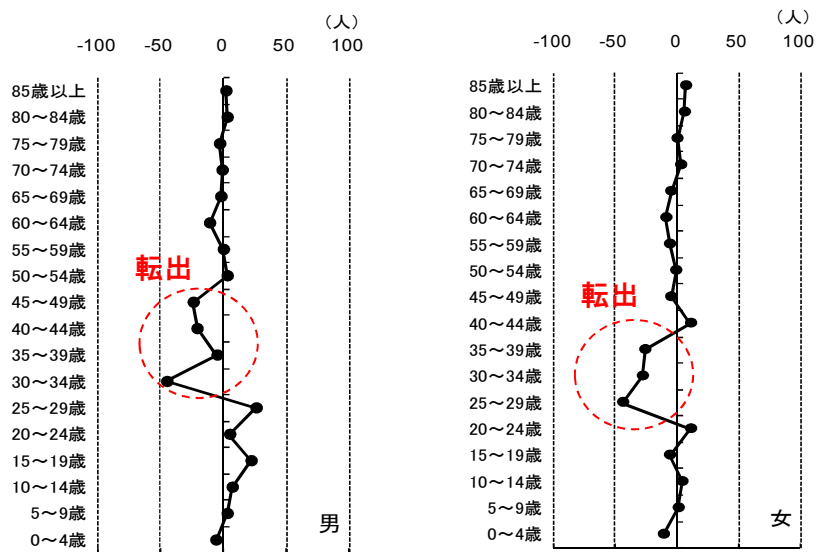 （人）
-100 -50 0 50 100
85歳以上
80～84歳
75～79歳
70～74歳
65～69歳
60～64歳
55～59歳
50～54歳
45～49歳
40～44歳
35～39歳
30～34歳
25～29歳
20～24歳
15～19歳
10～14歳
5～9歳
0～4歳
転出
男
（人）
-100 -50 0 50 100
85歳以上
80～84歳
75～79歳
70～74歳
65～69歳
60～64歳
55～59歳
50～54歳
45～49歳
40～44歳
35～39歳
30～34歳
25～29歳
20～24歳
15～19歳
10～14歳
5～9歳
0～4歳
転出
女